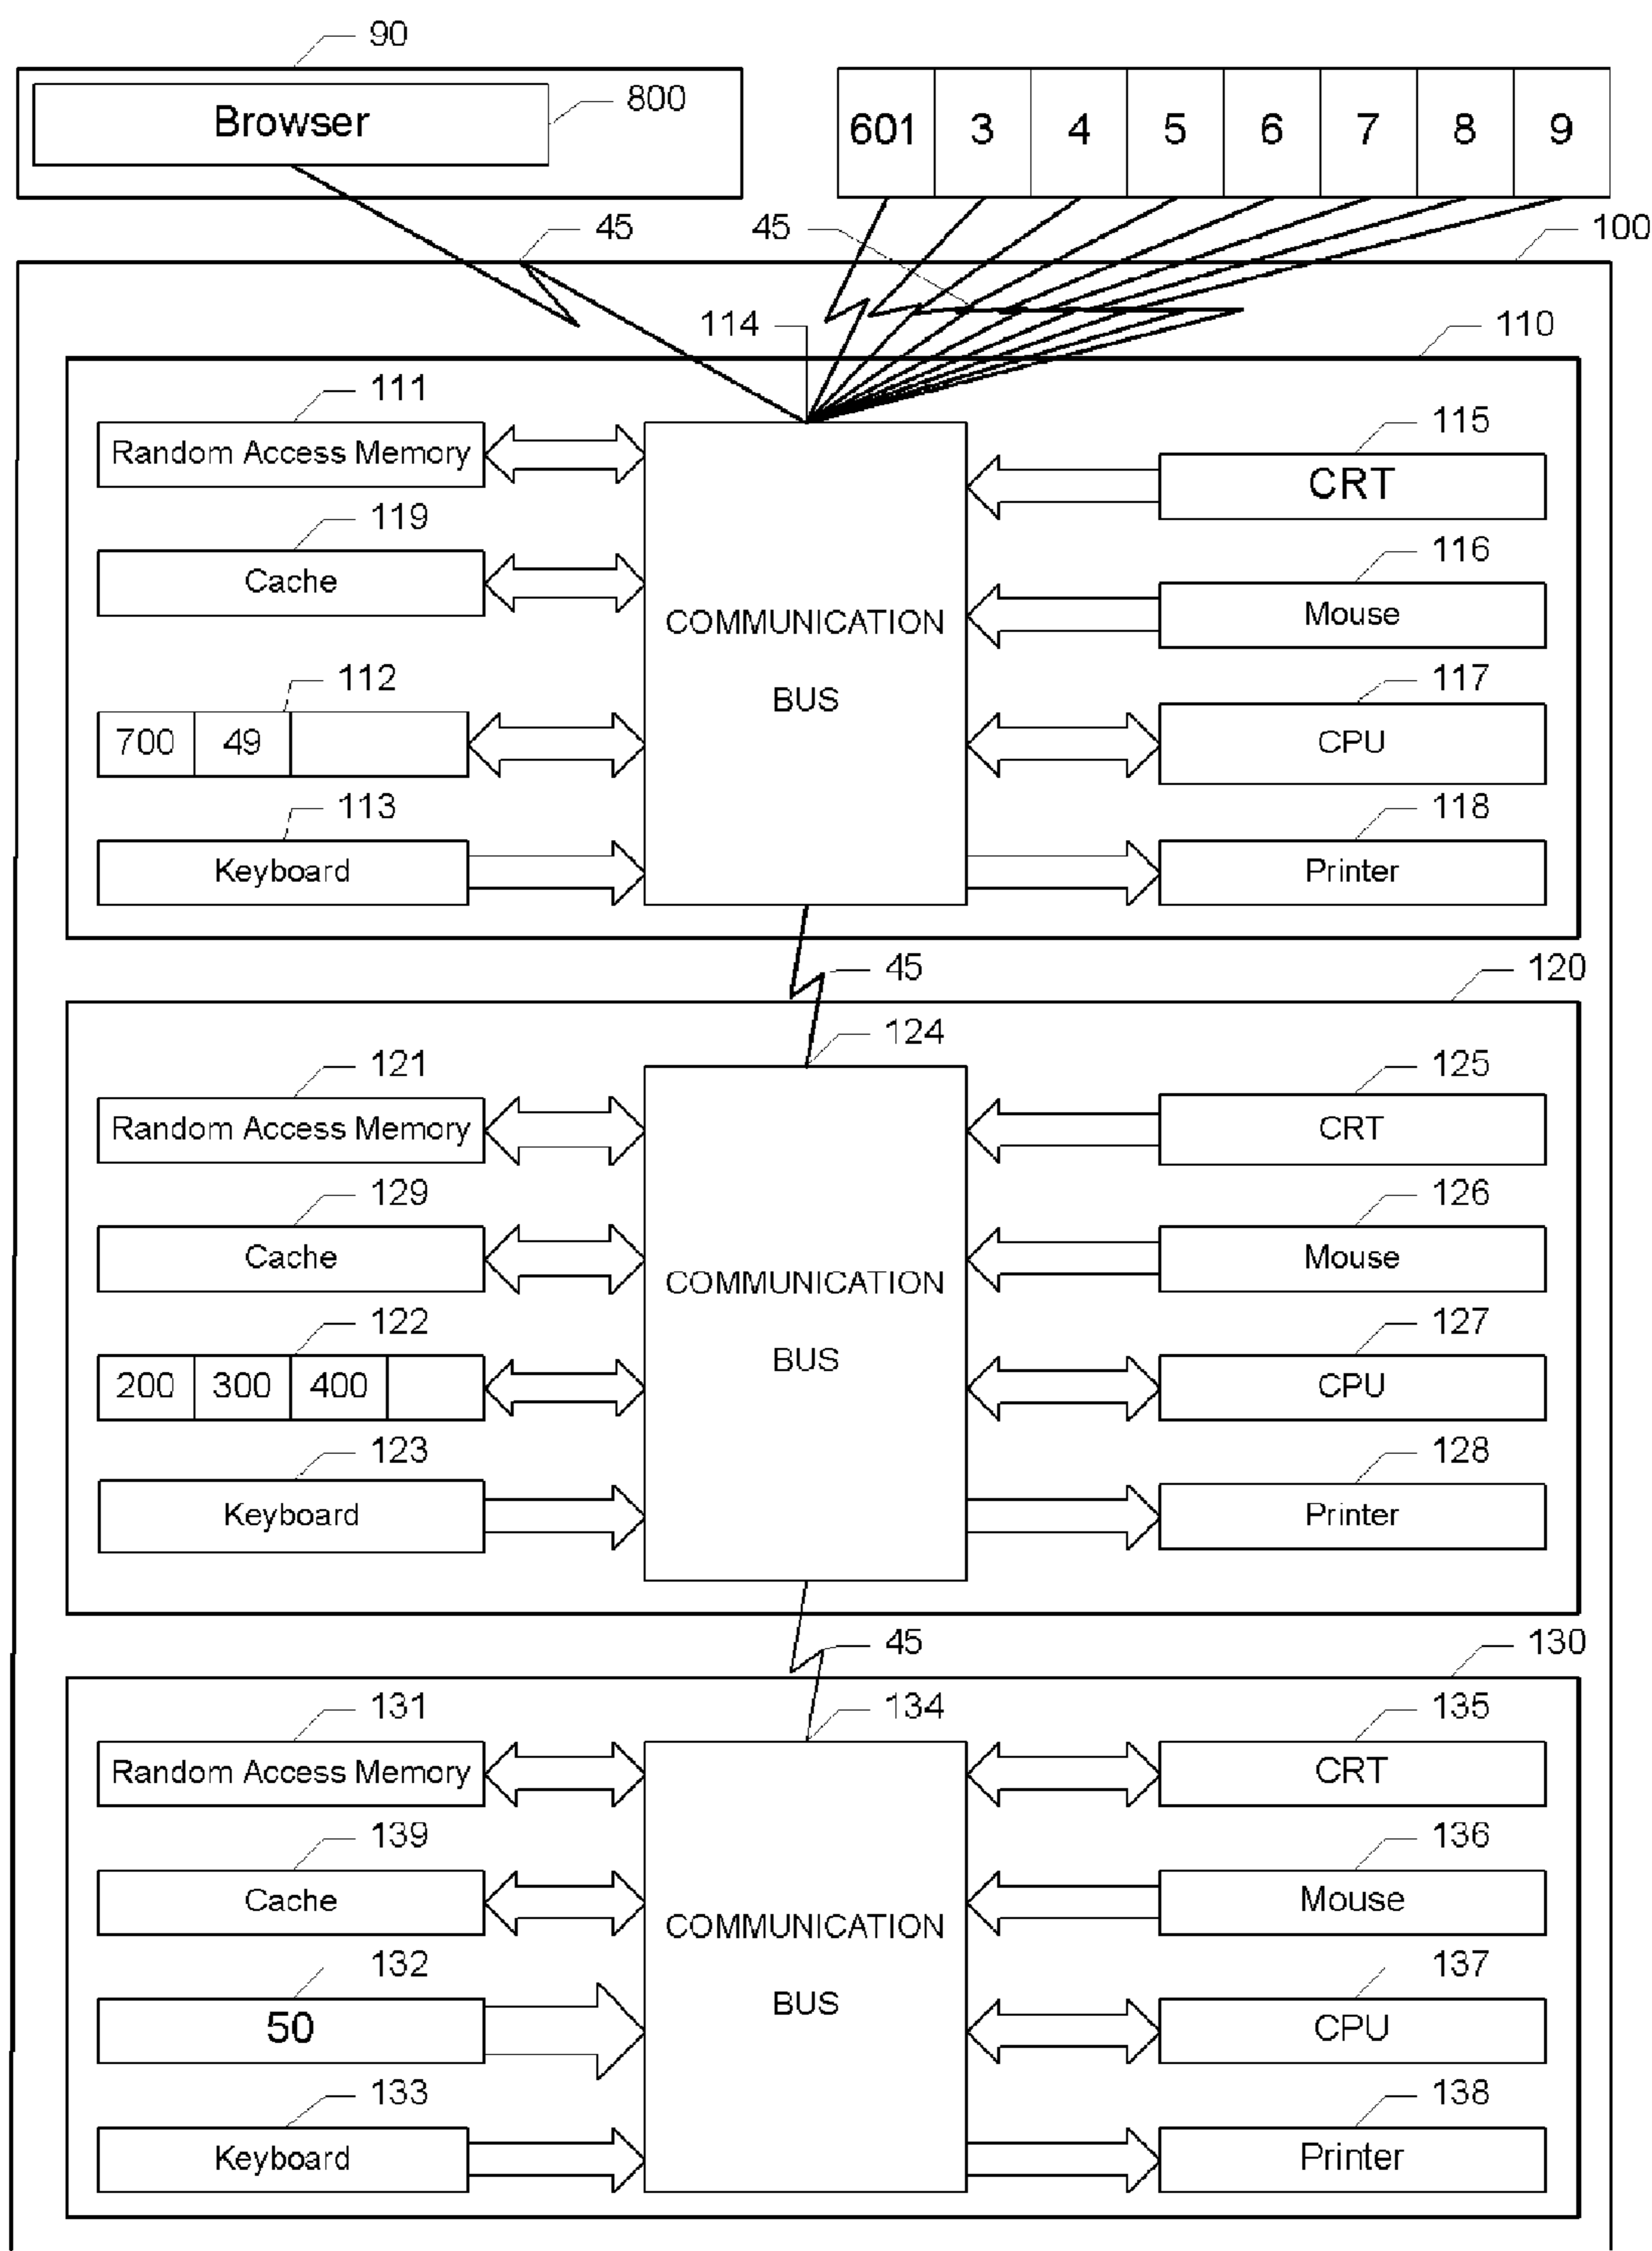 90
Browser
800
601 3 4 5 6 7 8 9
45
45
100
114
110
111
Random Access Memory
115
CRT
119
Cache
116
Mouse
COMMUNICATION
BUS
112
700 49
117
CPU
113
Keyboard
118
Printer
45
120
124
121
Random Access Memory
125
CRT
129
Cache
126
Mouse
COMMUNICATION
BUS
122
200 300 400
127
CPU
123
Keyboard
128
Printer
45
130
134
131
Random Access Memory
135
CRT
139
Cache
136
Mouse
COMMUNICATION
BUS
132
50
137
CPU
133
Keyboard
138
Printer